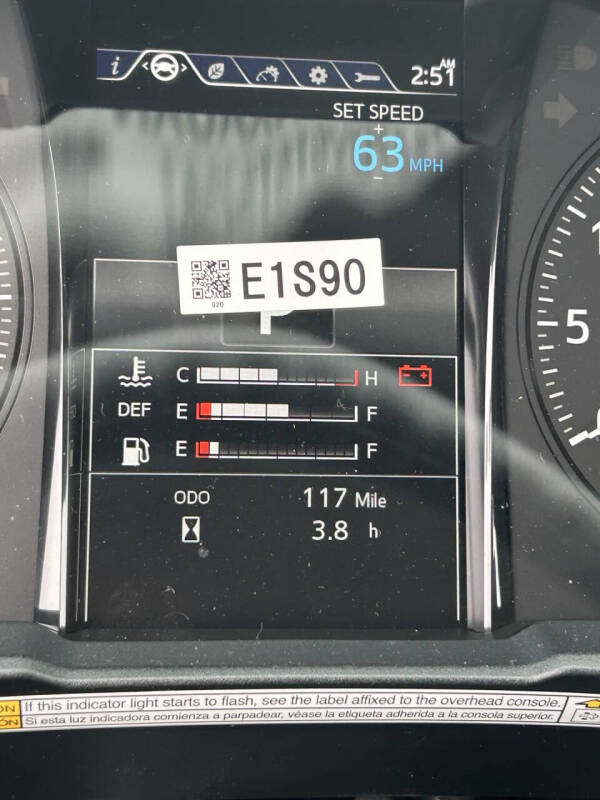 i
2:51 AM
SET SPEED
+
63 MPH
−
E1S90
920
P
C H
DEF E F
E F
ODO 117 Mile
3.8 h
5
If this indicator light starts to flash, see the label affixed to the overhead console.
Si esta luz indicadora comienza a parpadear, véase la etiqueta adherida a la consola superior.